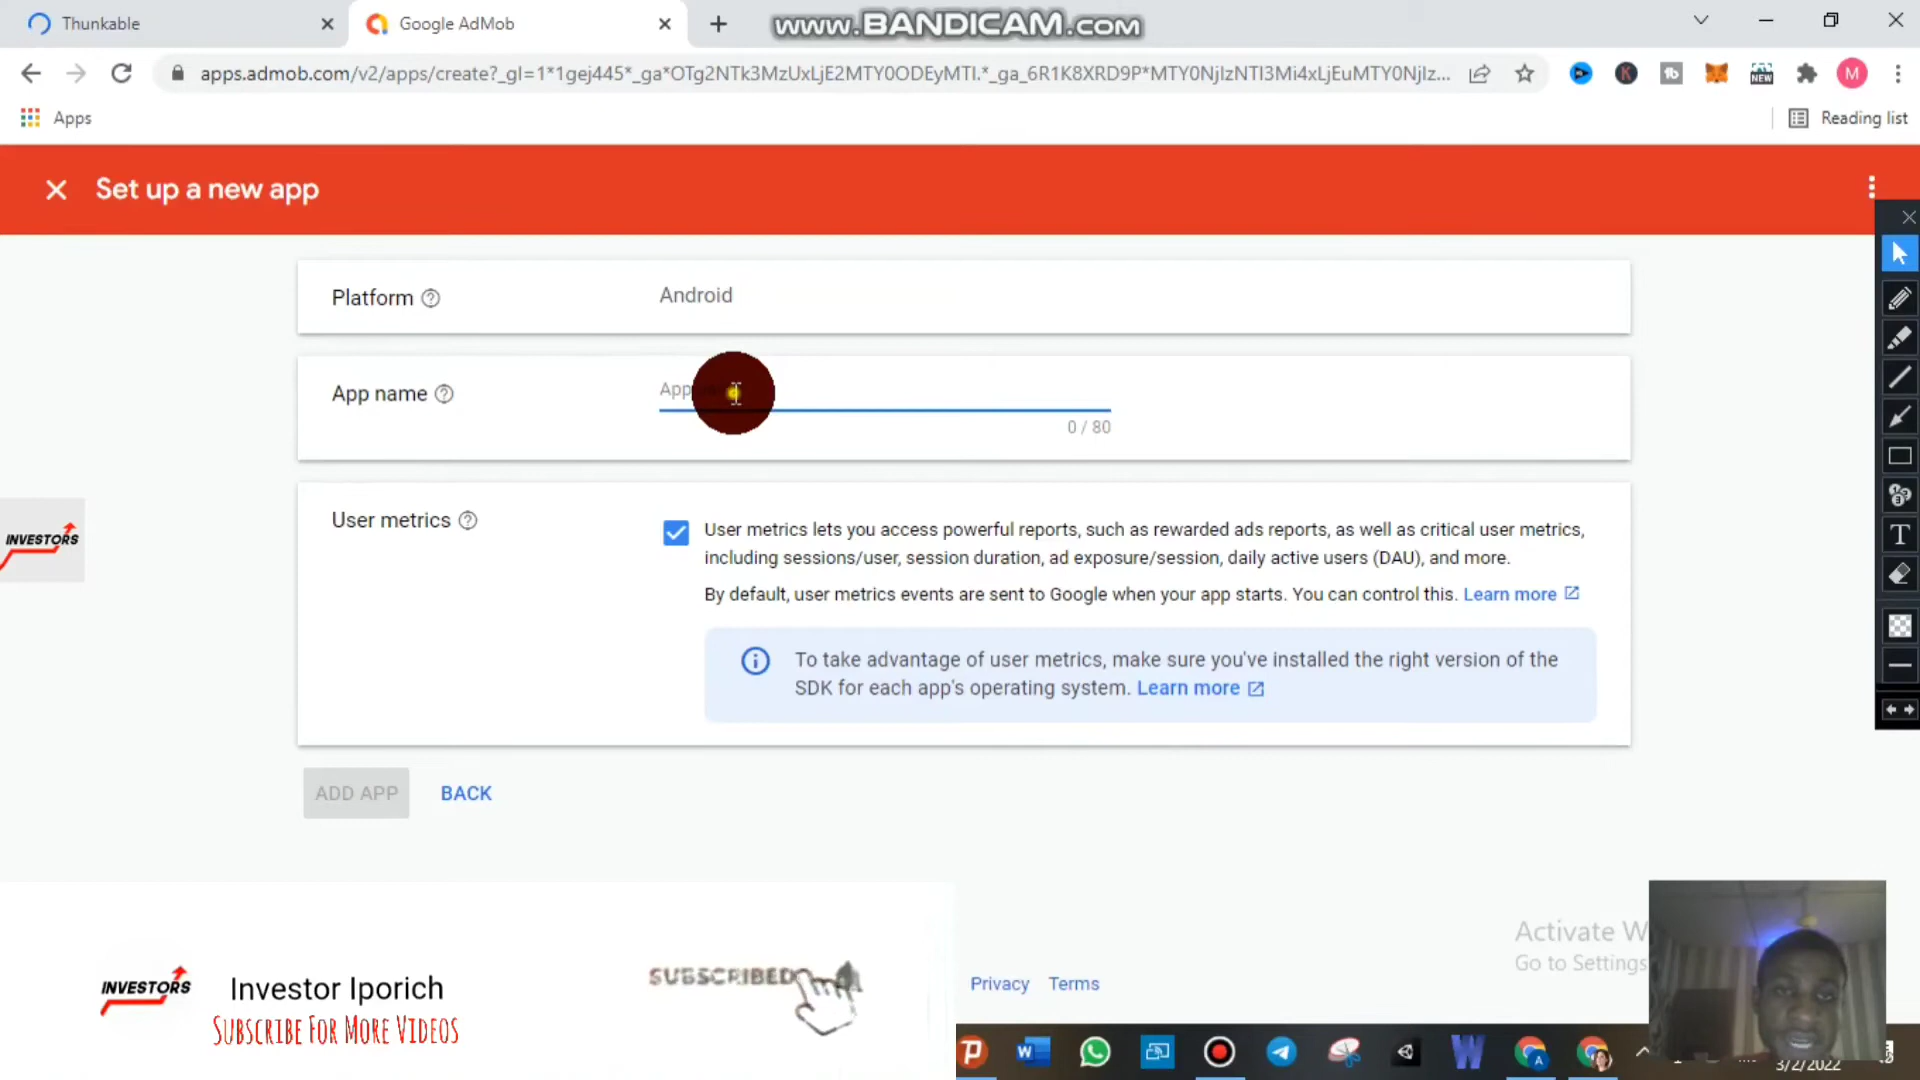 Thunkable
Google AdMob
www.BANDICAM.com
apps.admob.com/v2/apps/create?_gl=1*1gej445*_ga*OTg2NTk3MzUxLjE2MTY0ODEyMTI.*_ga_6R1K8XRD9P*MTY0NjIzNTI3Mi4xLjEuMTY0NjIz...
NEW
M
Apps
Reading list
Set up a new app
Platform
Android
App name
App
0 / 80
User metrics
User metrics lets you access powerful reports, such as rewarded ads reports, as well as critical user metrics,
including sessions/user, session duration, ad exposure/session, daily active users (DAU), and more.
By default, user metrics events are sent to Google when your app starts. You can control this. Learn more
To take advantage of user metrics, make sure you've installed the right version of the
SDK for each app's operating system. Learn more
INVESTORS
ADD APP
BACK
Activate W
Go to Settings
INVESTORS
Investor Iporich
SUBSCRIBE FOR MORE VIDEOS
SUBSCRIBED
Privacy
Terms
3/2/2022